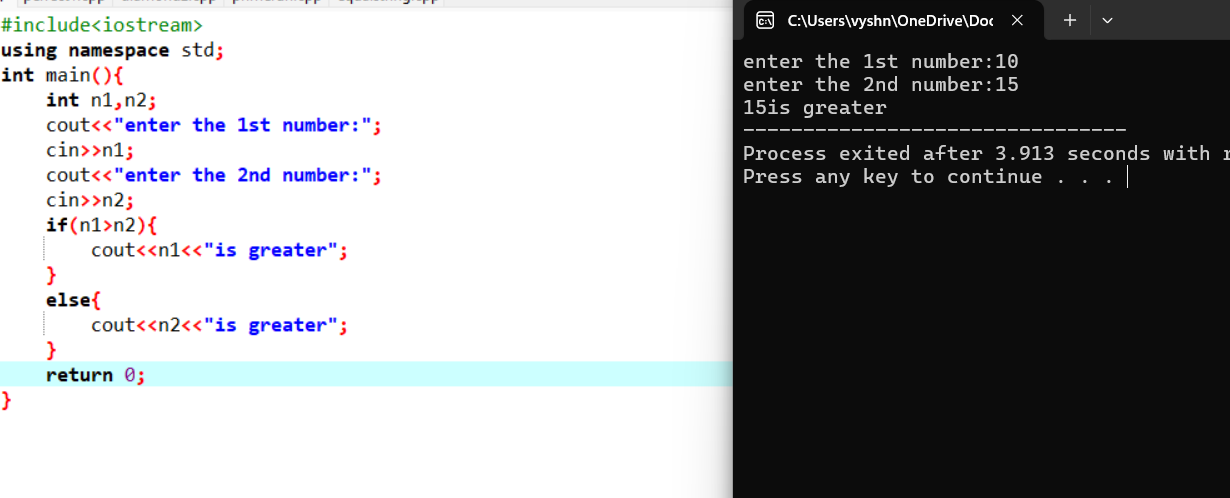 #include<iostream>
using namespace std;
int main(){
    int n1,n2;
    cout<<"enter the 1st number:";
    cin>>n1;
    cout<<"enter the 2nd number:";
    cin>>n2;
    if(n1>n2){
        cout<<n1<<"is greater";
    }
    else{
        cout<<n2<<"is greater";
    }
    return 0;
}
C:\Users\vyshn\OneDrive\Doc
enter the 1st number:10
enter the 2nd number:15
15is greater
--------------------------------
Process exited after 3.913 seconds with r
Press any key to continue . . .